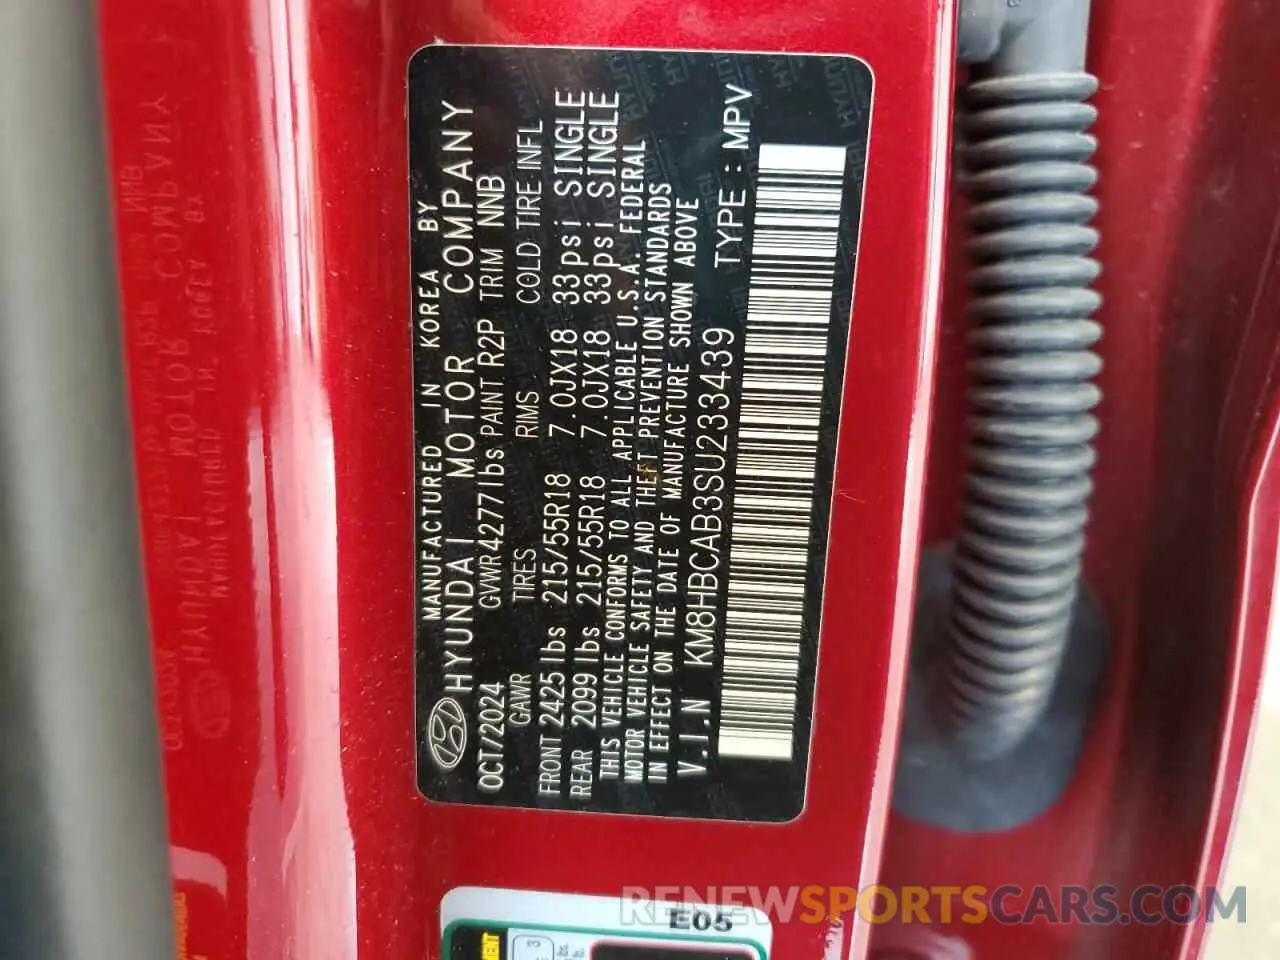 MANUFACTURED IN KOREA BY
HYUNDAI MOTOR COMPANY
OCT/2024 GVWR 4277lbs PAINT R2P TRIM NNB
GAWR TIRES RIMS COLD TIRE INFL
FRONT 2425lbs 215/55R18 7.0JX18 33psi SINGLE
REAR 2099lbs 215/55R18 7.0JX18 33psi SINGLE
THIS VEHICLE CONFORMS TO ALL APPLICABLE U.S.A. FEDERAL
MOTOR VEHICLE SAFETY AND THEFT PREVENTION STANDARDS
IN EFFECT ON THE DATE OF MANUFACTURE SHOWN ABOVE
V.I.N KM8HBCAB3SU233439 TYPE : MPV
E05
RENEWSPORTSCARS.COM